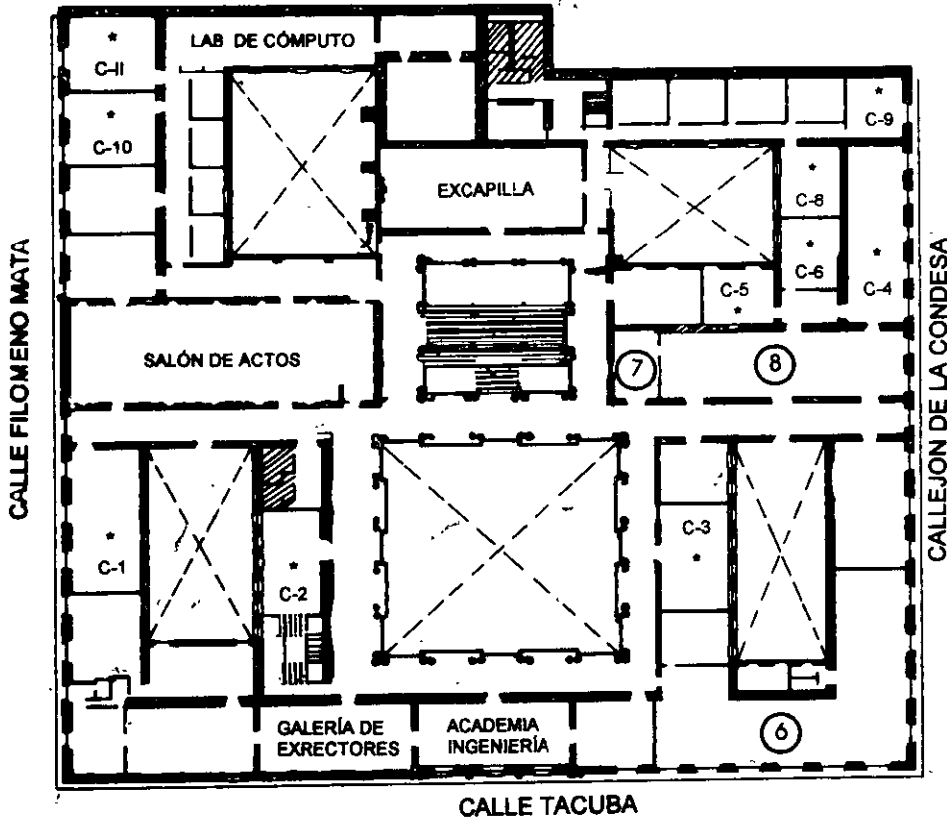 LAB DE CÓMPUTO
*
C-11
*
C-10
*
C-9
EXCAPILLA
*
C-8
*
C-6
*
C-4
C-5
*
CALLE FILOMENO MATA
SALÓN DE ACTOS
7
8
CALLEJON DE LA CONDESA
*
C-1
*
C-2
C-3
*
GALERÍA DE
EXRECTORES
ACADEMIA
INGENIERÍA
6
CALLE TACUBA